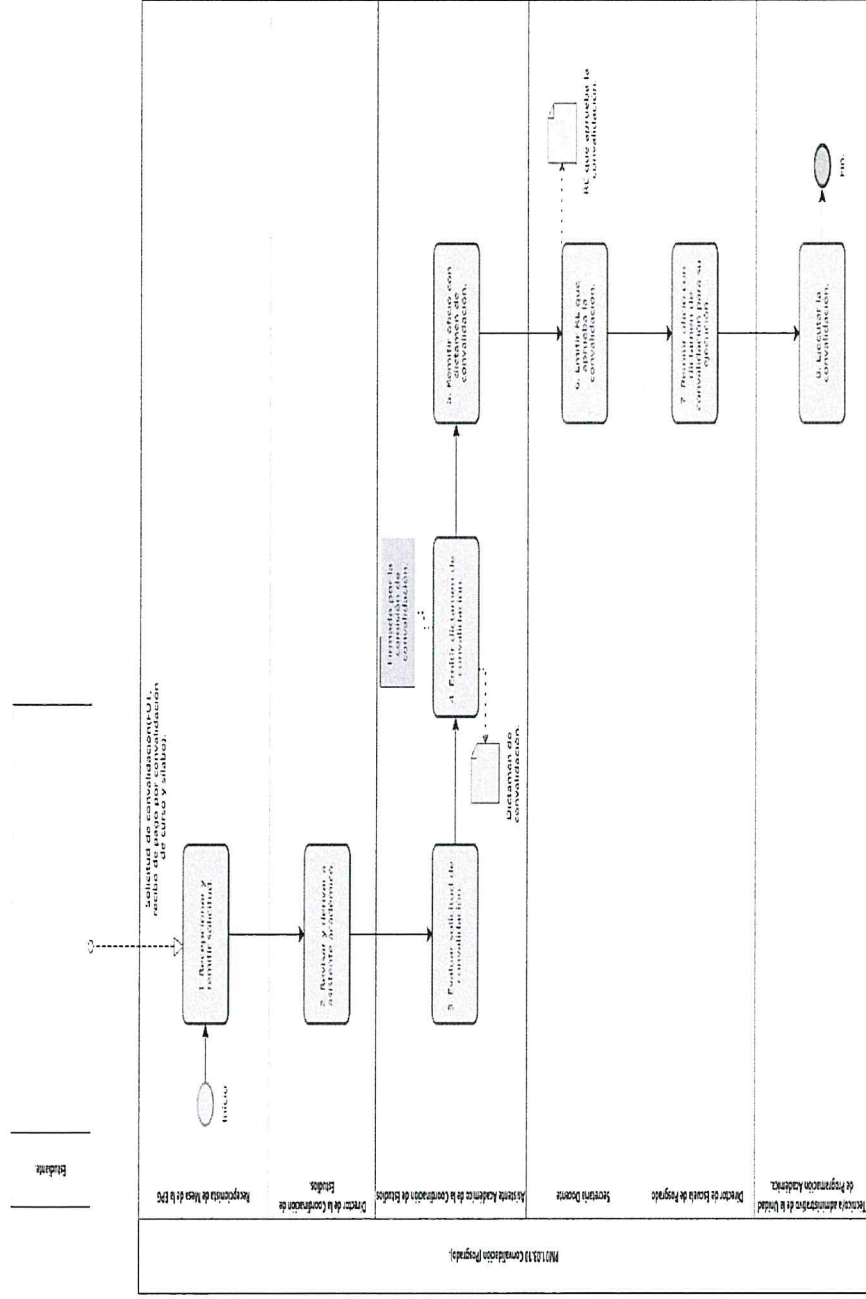 Estudiante.
PM01.03.10 Convalidación (Posgrado).
Recepcionista de Mesa de la EPG
Director de la Coordinación de
Estudios.
Asistente Académico de la Coordinación de Estudios
Secretaria Docente
Director de Escuela de Posgrado
Técnico/a administrativo de la Unidad
de Programación Académica.
Solicitud de convalidación(FUT,
recibo de pago por convalidación
de curso y sílabo).
Inicio
1. Recepcionar y
remitir solicitud.
2. Revisar y derivar a
asistente académico.
3. Evaluar solicitud de
convalidación
Firmado por la
comisión de
convalidación.
4. Emitir dictamen de
convalidación
Dictamen de
convalidación.
5. Remitir oficio con
dictamen de
convalidación.
6. Emitir RE que
aprueba la
convalidación.
RE que aprueba la
convalidación.
7. Remitir oficio con
dictamen de
convalidación para su
ejecución
8. Ejecutar la
convalidación.
Fin.